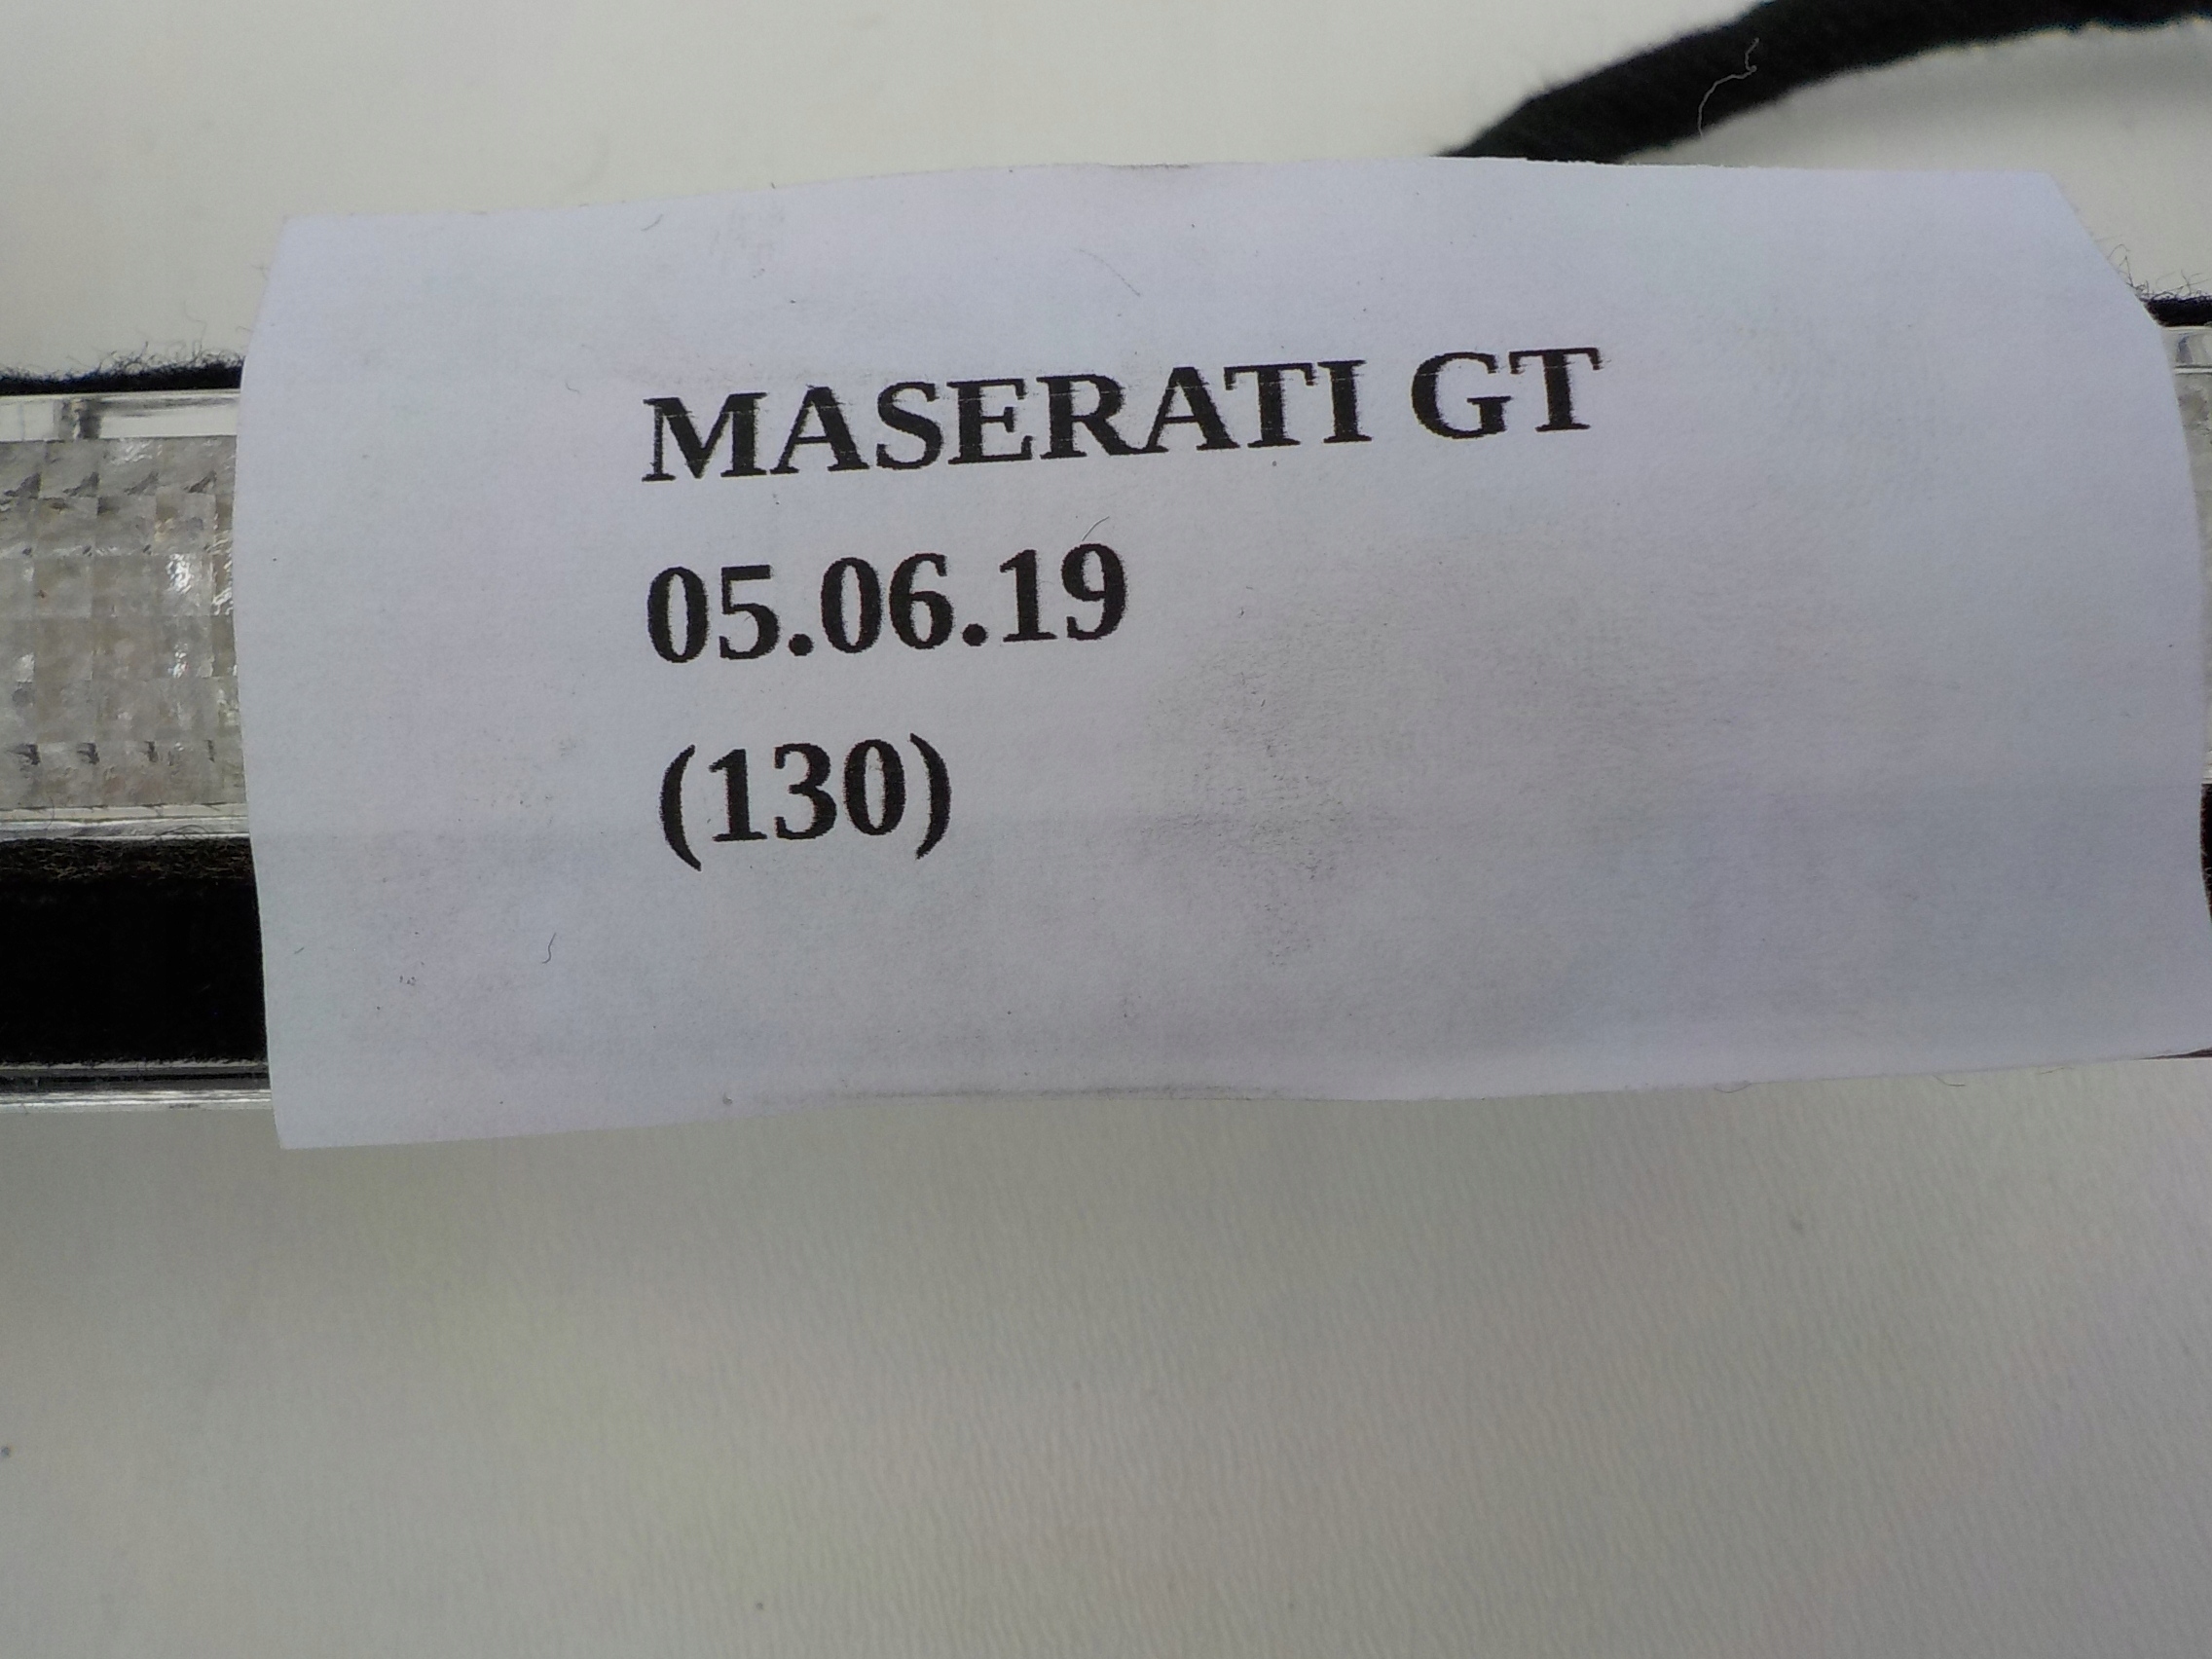 MASERATI GT
05.06.19
(130)